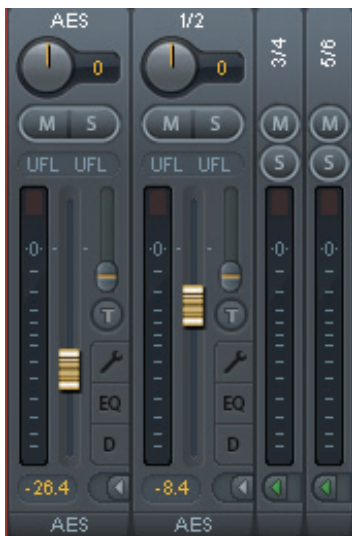 AES
0
M S
UFL UFL
·0·
T
EQ
D
-26.4
AES
1/2
0
M S
UFL UFL
·0·
T
EQ
D
-8.4
AES
3/4
M
S
·0·
5/6
M
S
·0·